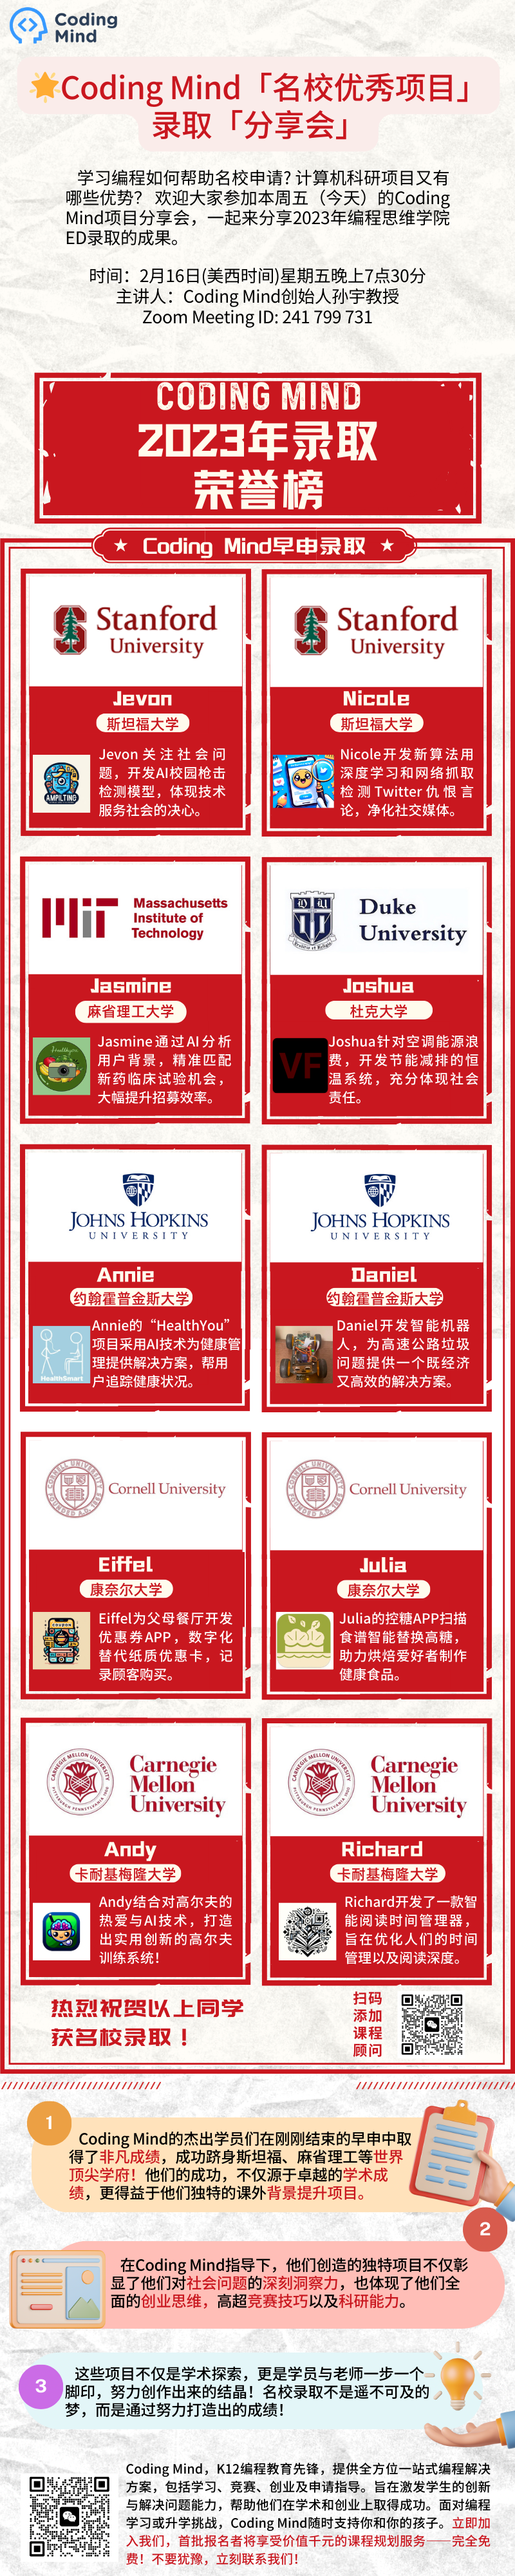 Coding
Mind
Coding Mind「名校优秀项目」
录取「分享会」
学习编程如何帮助名校申请? 计算机科研项目又有
哪些优势? 欢迎大家参加本周五（今天）的Coding
Mind项目分享会，一起来分享2023年编程思维学院
ED录取的成果。
时间：2月16日(美西时间)星期五晚上7点30分
主讲人：Coding Mind创始人孙宇教授
Zoom Meeting ID: 241 799 731
CODING MIND
2023年录取
荣誉榜
★ Coding Mind早申录取 ★
Stanford
University
Jevon
斯坦福大学
AMPILTING
Jevon关注社会问
题，开发AI校园枪击
检测模型，体现技术
服务社会的决心。
Stanford
University
Nicole
斯坦福大学
Nicole开发新算法用
深度学习和网络抓取
检测Twitter仇恨言
论，净化社交媒体。
MIT
Massachusetts
Institute of
Technology
Jasmine
麻省理工大学
Jasmine通过AI分析
用户背景，精准匹配
新药临床试验机会，
大幅提升招募效率。
Duke
University
Joshua
杜克大学
VF
Joshua针对空调能源浪
费，开发节能减排的恒
温系统，充分体现社会
责任。
JOHNS HOPKINS
UNIVERSITY
Annie
约翰霍普金斯大学
HealthSmart
Annie的“HealthYou”
项目采用AI技术为健康管
理提供解决方案，帮用
户追踪健康状况。
JOHNS HOPKINS
UNIVERSITY
Daniel
约翰霍普金斯大学
Daniel开发智能机器
人，为高速公路垃圾
问题提供一个既经济
又高效的解决方案。
Cornell University
Eiffel
康奈尔大学
Eiffel为父母餐厅开发
优惠券APP，数字化
替代纸质优惠卡，记
录顾客购买。
Cornell University
Julia
康奈尔大学
Julia的控糖APP扫描
食谱智能替换高糖，
助力烘焙爱好者制作
健康食品。
Carnegie
Mellon
University
Andy
卡耐基梅隆大学
Andy结合对高尔夫的
热爱与AI技术，打造
出实用创新的高尔夫
训练系统！
Carnegie
Mellon
University
Richard
卡耐基梅隆大学
Richard开发了一款智
能阅读时间管理器，
旨在优化人们的时间
管理以及阅读深度。
热烈祝贺以上同学
获名校录取！
扫码
添加
课程
顾问
1
Coding Mind的杰出学员们在刚刚结束的早申中取
得了非凡成绩，成功跻身斯坦福、麻省理工等世界
顶尖学府！他们的成功，不仅源于卓越的学术成
绩，更得益于他们独特的课外背景提升项目。
2
在Coding Mind指导下，他们创造的独特项目不仅彰
显了他们对社会问题的深刻洞察力，也体现了他们全
面的创业思维，高超竞赛技巧以及科研能力。
3
这些项目不仅是学术探索，更是学员与老师一步一个
脚印，努力创作出来的结晶！名校录取不是遥不可及的
梦，而是通过努力打造出的成绩！
Coding Mind，K12编程教育先锋，提供全方位一站式编程解决
方案，包括学习、竞赛、创业及申请指导。旨在激发学生的创新
与解决问题能力，帮助他们在学术和创业上取得成功。面对编程
学习或升学挑战，Coding Mind随时支持你和你的孩子。立即加
入我们，首批报名者将享受价值千元的课程规划服务——完全免
费！不要犹豫，立刻联系我们！